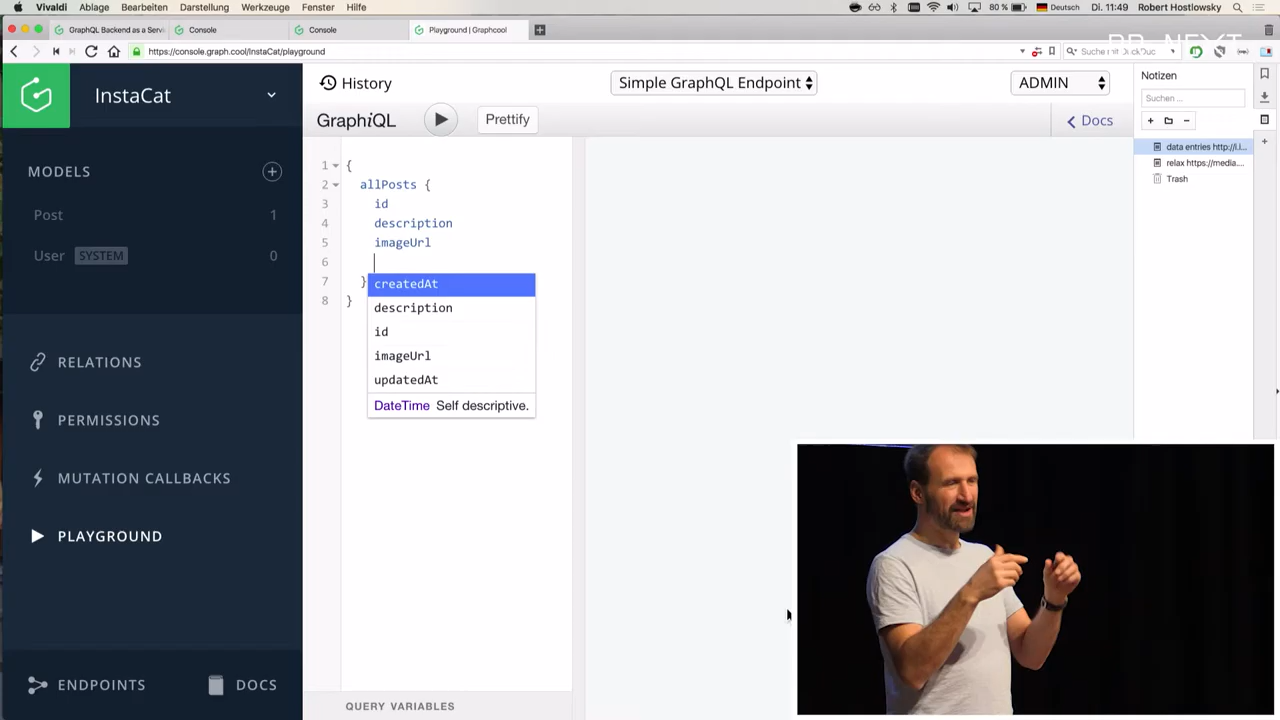 Vivaldi Ablage Bearbeiten Darstellung Werkzeuge Fenster Hilfe 80 % Deutsch Di. 11:49 Robert Hostlowsky
GraphQL Backend as a Serv Console Console Playground | Graphcool
https://console.graph.cool/InstaCat/playground
InstaCat
History
Simple GraphQL Endpoint
ADMIN
Notizen
Suchen ...
GraphiQL
Prettify
Docs
data entries http://i.i...
relax https://media....
Trash
MODELS
Post 1
User SYSTEM 0
RELATIONS
PERMISSIONS
MUTATION CALLBACKS
PLAYGROUND
ENDPOINTS
DOCS
1 {
2 allPosts {
3 id
4 description
5 imageUrl
6
7 }
8 }
createdAt
description
id
imageUrl
updatedAt
DateTime Self descriptive.
QUERY VARIABLES